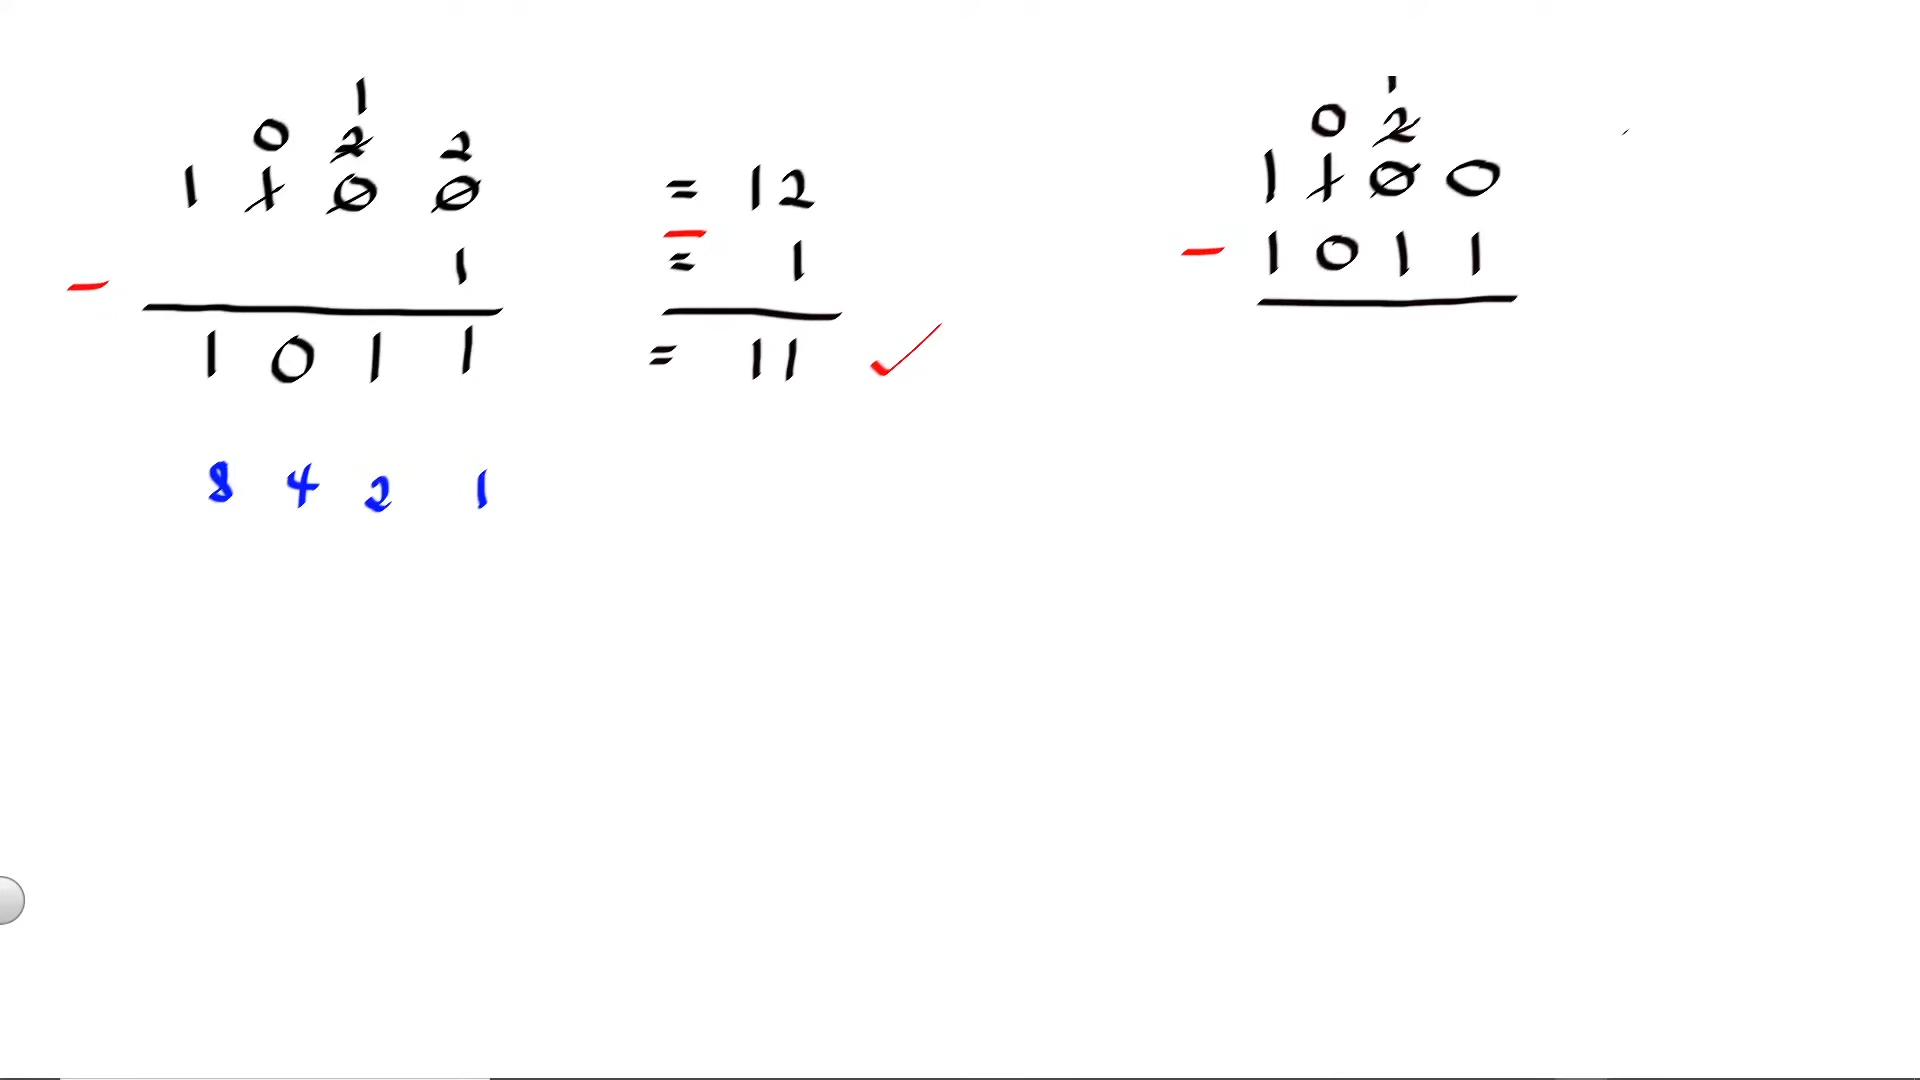 1
0 2 2
1 1 0 0 = 12
- 1 - = 1
1 0 1 1 = 11 ✓
8 4 2 1
1
0 2
1 1 0 0
- 1 0 1 1